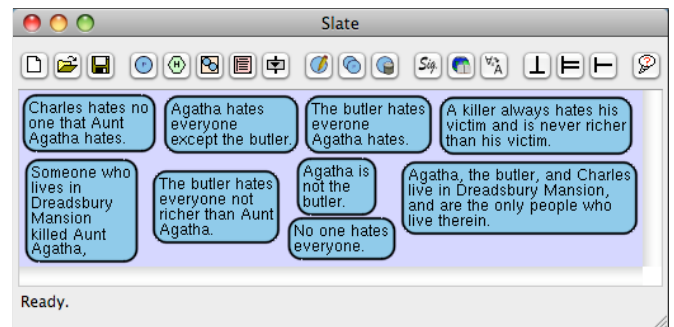 Slate
Sig.
Charles hates no
one that Aunt
Agatha hates.
Agatha hates
everyone
except the butler.
The butler hates
everone
Agatha hates.
A killer always hates his
victim and is never richer
than his victim.
Someone who
lives in
Dreadsbury
Mansion
killed Aunt
Agatha,
The butler hates
everyone not
richer than Aunt
Agatha.
Agatha is
not the
butler.
No one hates
everyone.
Agatha, the butler, and Charles
live in Dreadsbury Mansion,
and are the only people who
live therein.
Ready.